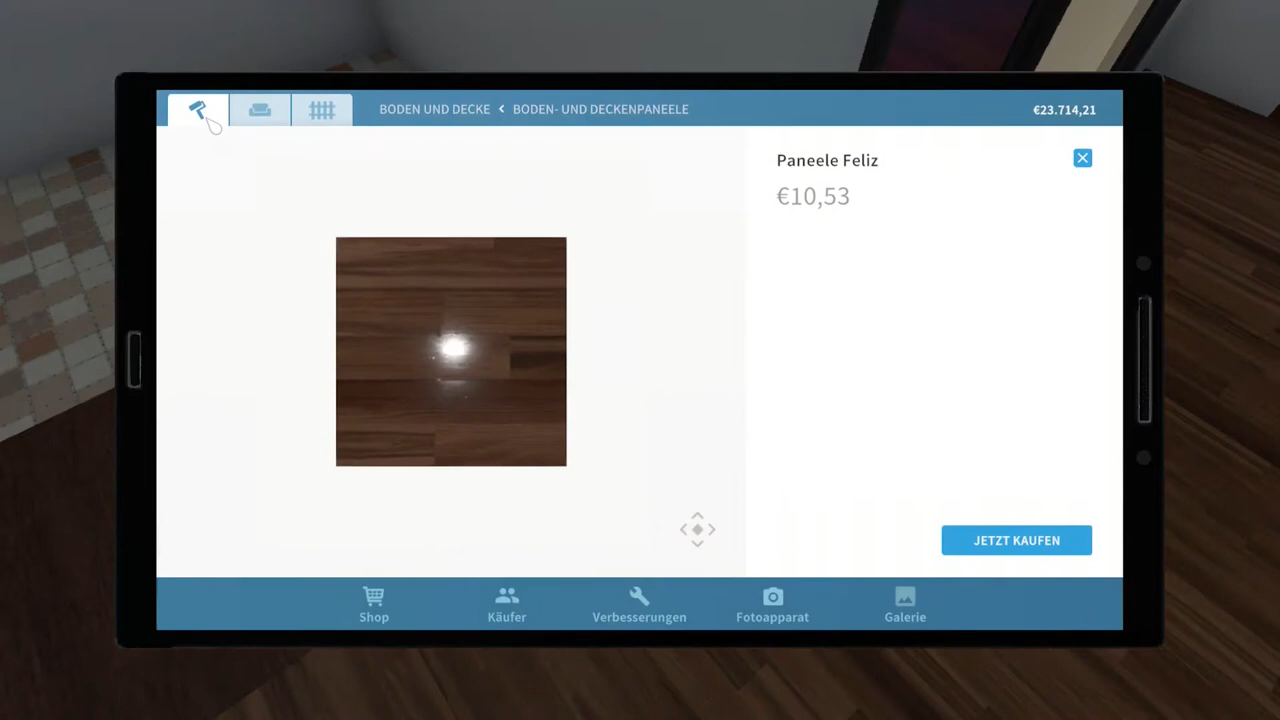 BODEN UND DECKE < BODEN- UND DECKENPANEELE
€23.714,21
Paneele Feliz
€10,53
JETZT KAUFEN
Shop
Käufer
Verbesserungen
Fotoapparat
Galerie